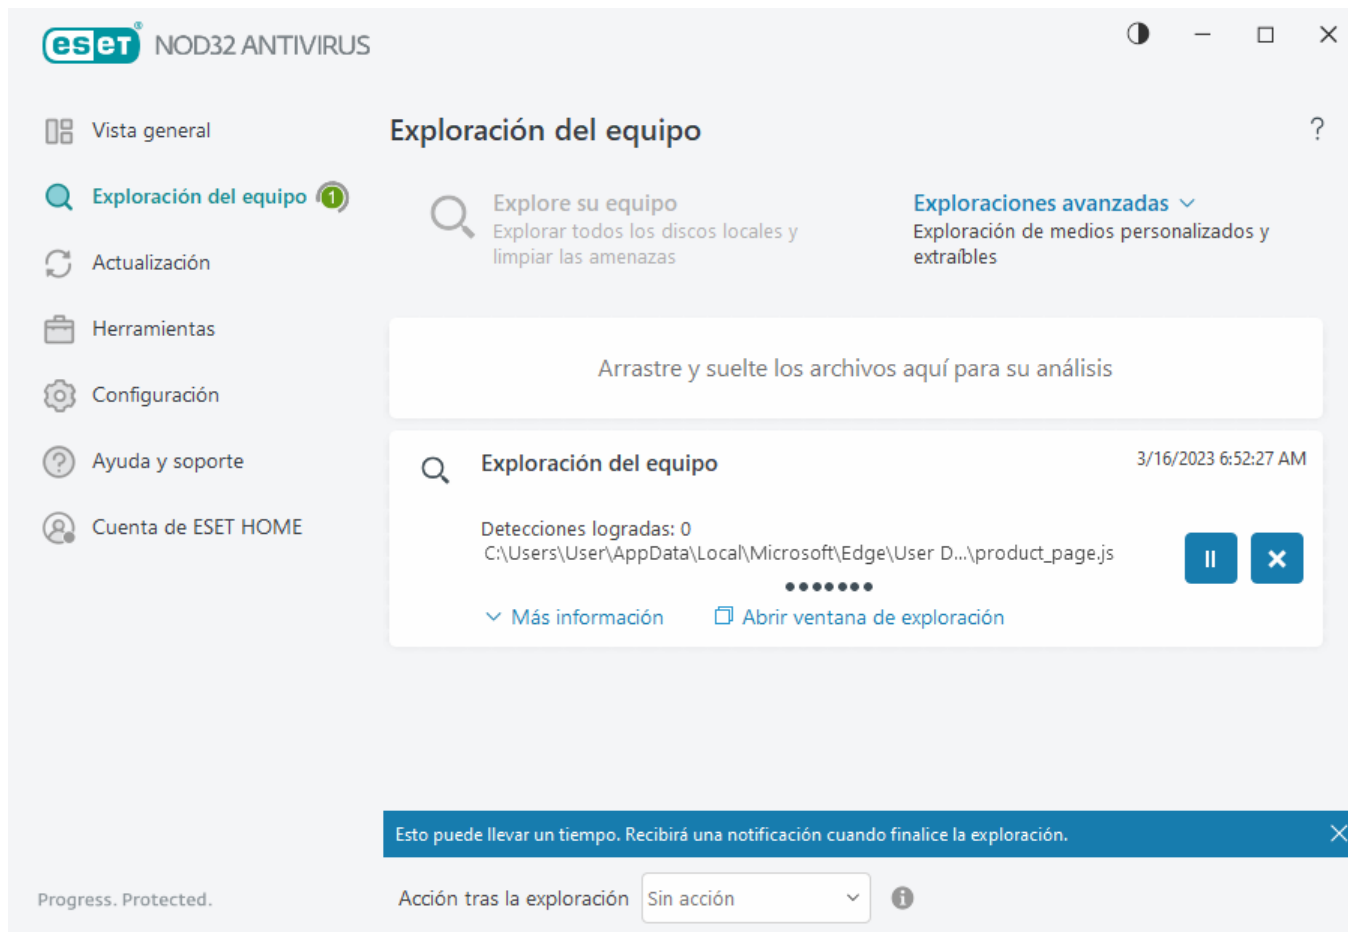 eset® NOD32 ANTIVIRUS
Vista general
Exploración del equipo 1
Actualización
Herramientas
Configuración
Ayuda y soporte
Cuenta de ESET HOME
Progress. Protected.
Exploración del equipo
?
Explore su equipo
Explorar todos los discos locales y
limpiar las amenazas
Exploraciones avanzadas
Exploración de medios personalizados y
extraíbles
Arrastre y suelte los archivos aquí para su análisis
Exploración del equipo
3/16/2023 6:52:27 AM
Detecciones logradas: 0
C:\Users\User\AppData\Local\Microsoft\Edge\User D...\product_page.js
Más información
Abrir ventana de exploración
Esto puede llevar un tiempo. Recibirá una notificación cuando finalice la exploración.
Acción tras la exploración Sin acción